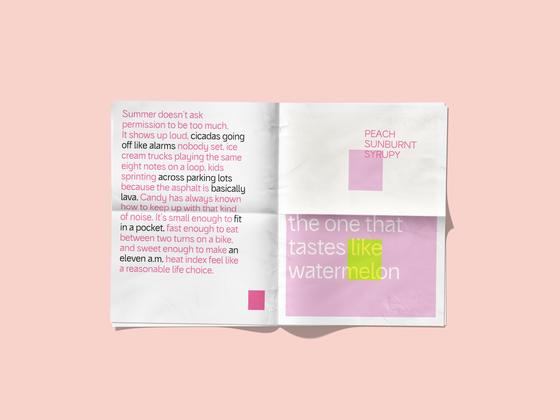 Summer doesn't ask
permission to be too much.
It shows up loud, cicadas going
off like alarms nobody set, ice
cream trucks playing the same
eight notes on a loop, kids
sprinting across parking lots
because the asphalt is basically
lava. Candy has always known
how to keep up with that kind
of noise. It's small enough to fit
in a pocket, fast enough to eat
between two turns on a bike,
and sweet enough to make an
eleven a.m. heat index feel like
a reasonable life choice.
PEACH
SUNBURNT
SYRUPY
the one that
tastes like
watermelon